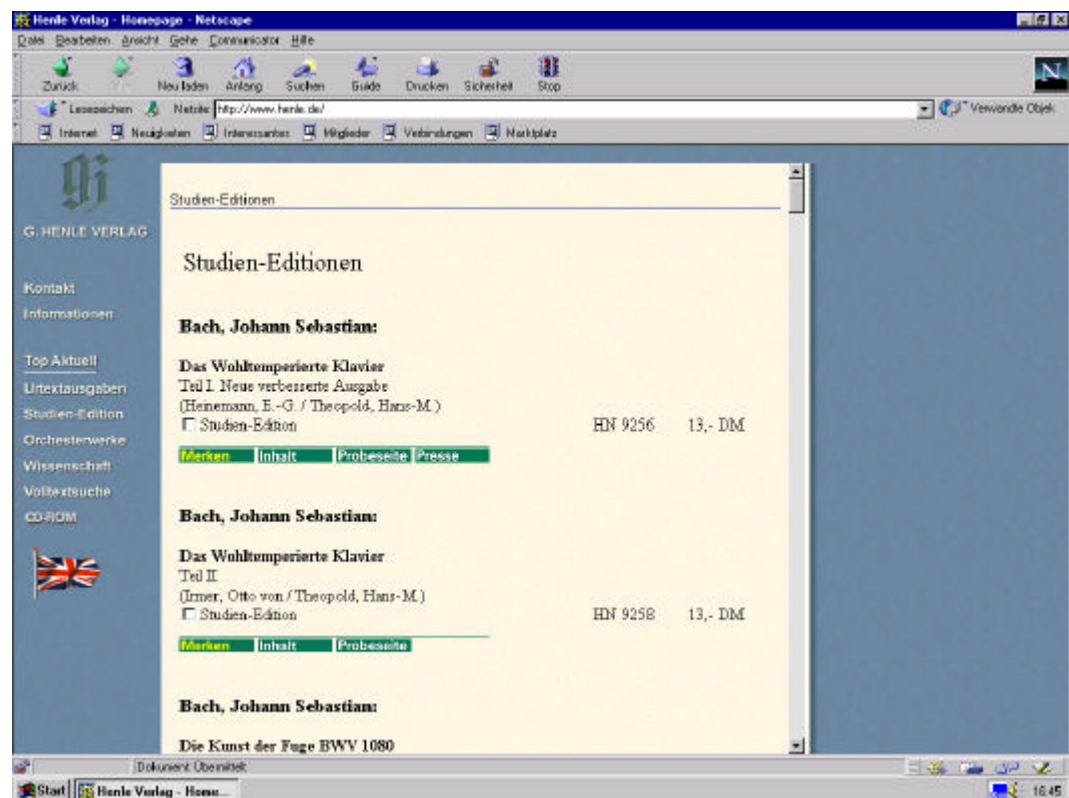 Henle Verlag - Homepage - Netscape
Datei Bearbeiten Ansicht Gehe Communicator Hilfe
Zurück Neu laden Anfang Suchen Guide Drucken Sicherheit Stop
N
Lesezeichen Netsite: http://www.henle.de/ Verwandte Objek
Internet Neuigkeiten Interessantes Mitglieder Verbindungen Marktplatz
G. HENLE VERLAG
Kontakt
Informationen
Top Aktuell
Urtextausgaben
Studien-Edition
Orchesterwerke
Wissenschaft
Volltextsuche
CD-ROM
Studien-Editionen
Studien-Editionen
Bach, Johann Sebastian:
Das Wohltemperierte Klavier
Teil I. Neue verbesserte Ausgabe
(Heinemann, E.-G. / Theopold, Hans-M.)
Studien-Edition HN 9256 13,- DM
Merken Inhalt Probeseite Presse
Bach, Johann Sebastian:
Das Wohltemperierte Klavier
Teil II
(Irmer, Otto von / Theopold, Hans-M.)
Studien-Edition HN 9258 13,- DM
Merken Inhalt Probeseite
Bach, Johann Sebastian:
Die Kunst der Fuge BWV 1080
Dokument Übermittelt
Start Henle Verlag - Home... 16:45